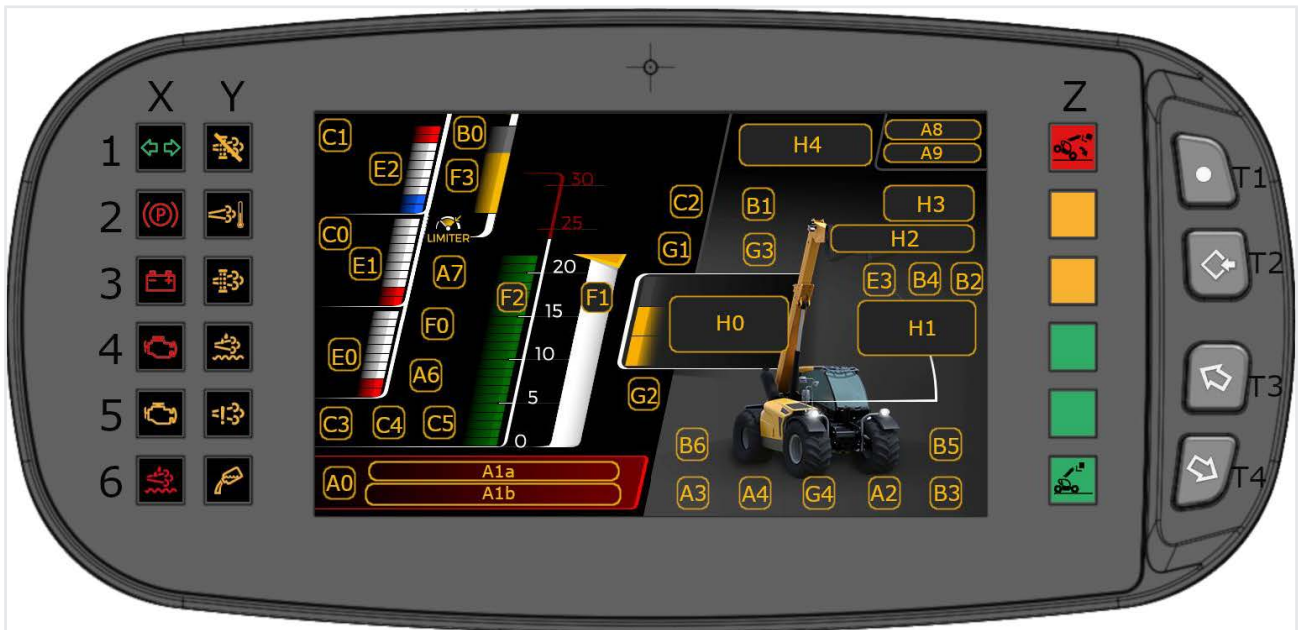 X Y Z
1
2
3
4
5
6
(P)
T1
T2
T3
T4
C1
B0
E2
F3
C0
LIMITER
E1
A7
E0
F0
A6
C3 C4 C5
30
25
20
15
10
5
0
F2
F1
A0
A1a
A1b
C2
G1
G2
H4
A8
A9
B1
H3
H2
G3
E3 B4 B2
H0
H1
B6
B5
A3 A4 G4 A2 B3